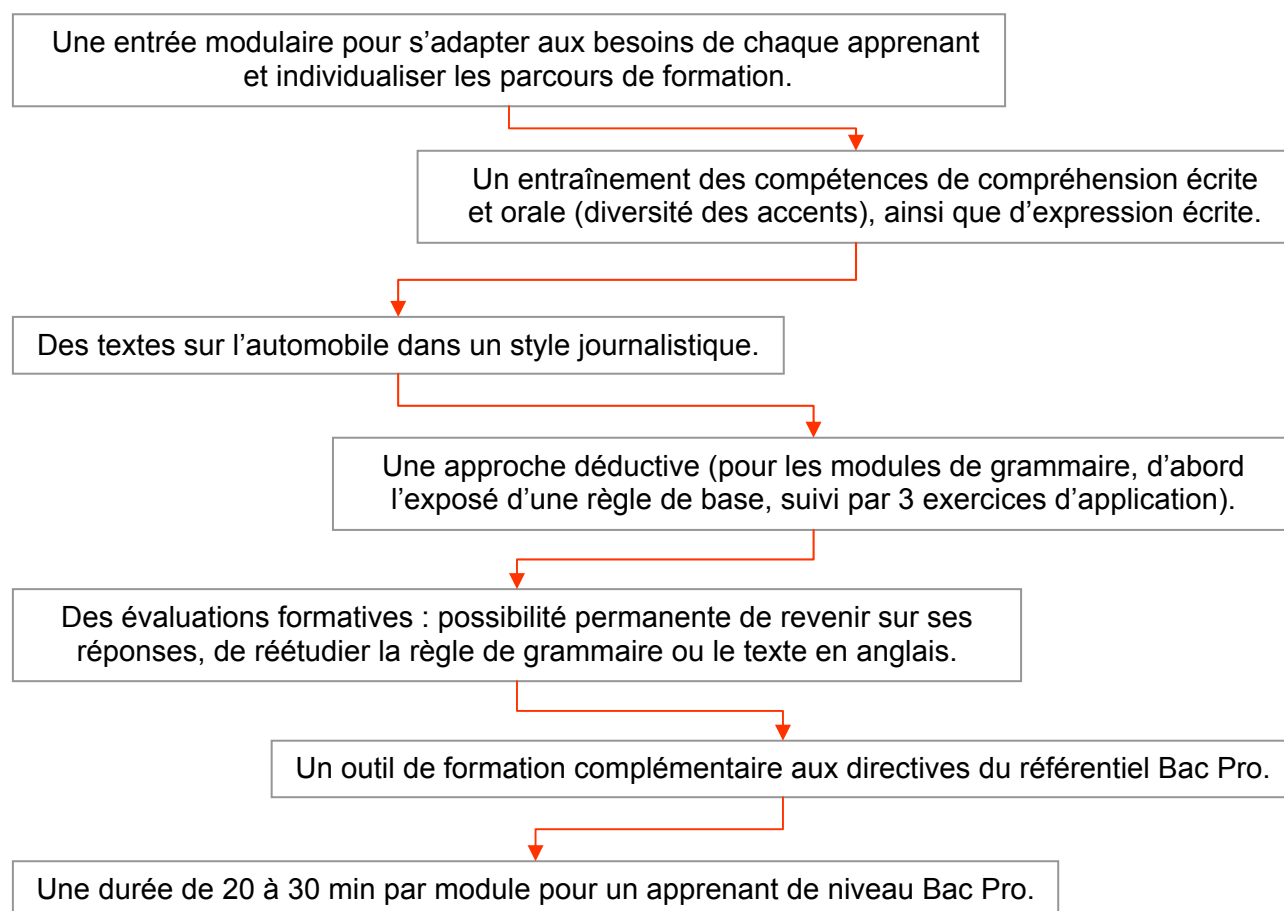 Une entrée modulaire pour s’adapter aux besoins de chaque apprenant
et individualiser les parcours de formation.
Un entraînement des compétences de compréhension écrite
et orale (diversité des accents), ainsi que d’expression écrite.
Des textes sur l’automobile dans un style journalistique.
Une approche déductive (pour les modules de grammaire, d’abord
l’exposé d’une règle de base, suivi par 3 exercices d’application).
Des évaluations formatives : possibilité permanente de revenir sur ses
réponses, de réétudier la règle de grammaire ou le texte en anglais.
Un outil de formation complémentaire aux directives du référentiel Bac Pro.
Une durée de 20 à 30 min par module pour un apprenant de niveau Bac Pro.